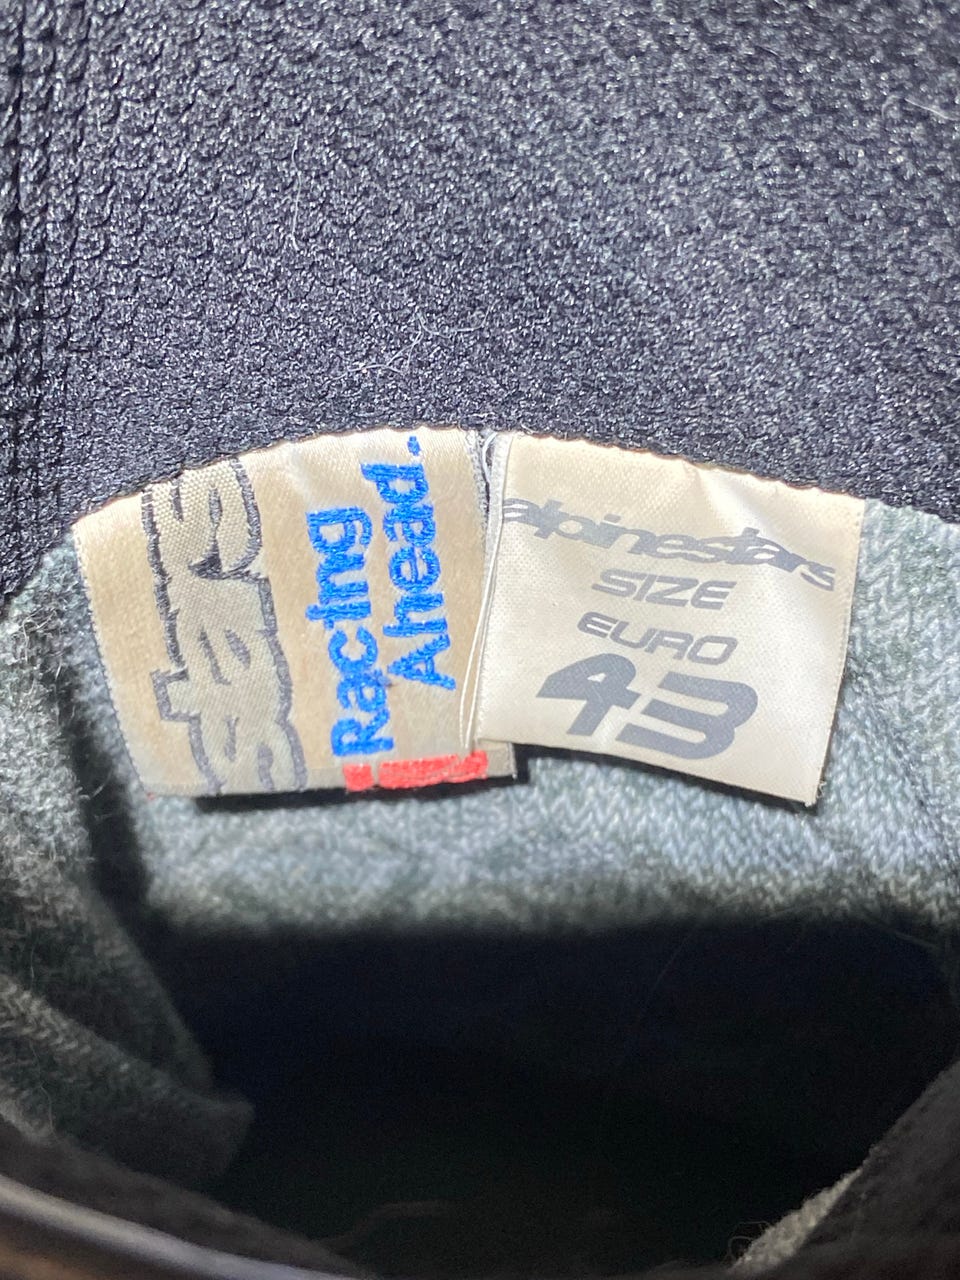 Racing
Ahead.
alpinestars
SIZE
EURO
43